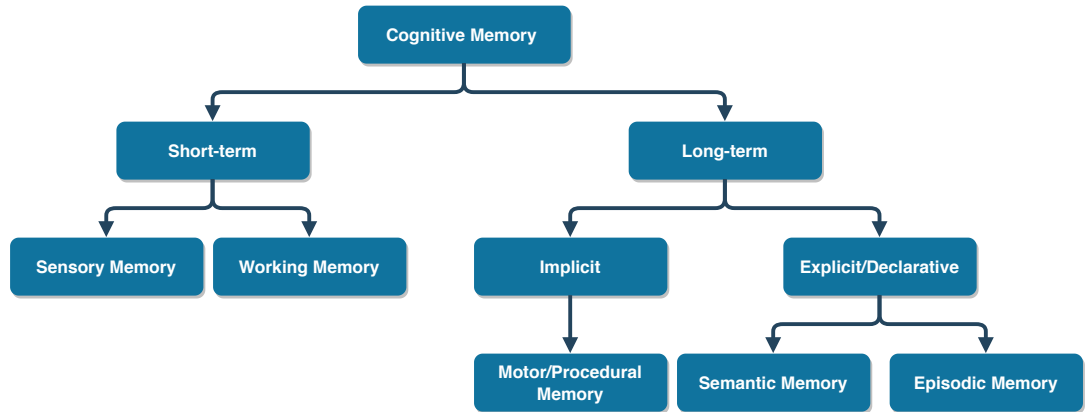 Cognitive Memory
Short-term
Long-term
Sensory Memory
Working Memory
Implicit
Explicit/Declarative
Motor/Procedural
Memory
Semantic Memory
Episodic Memory